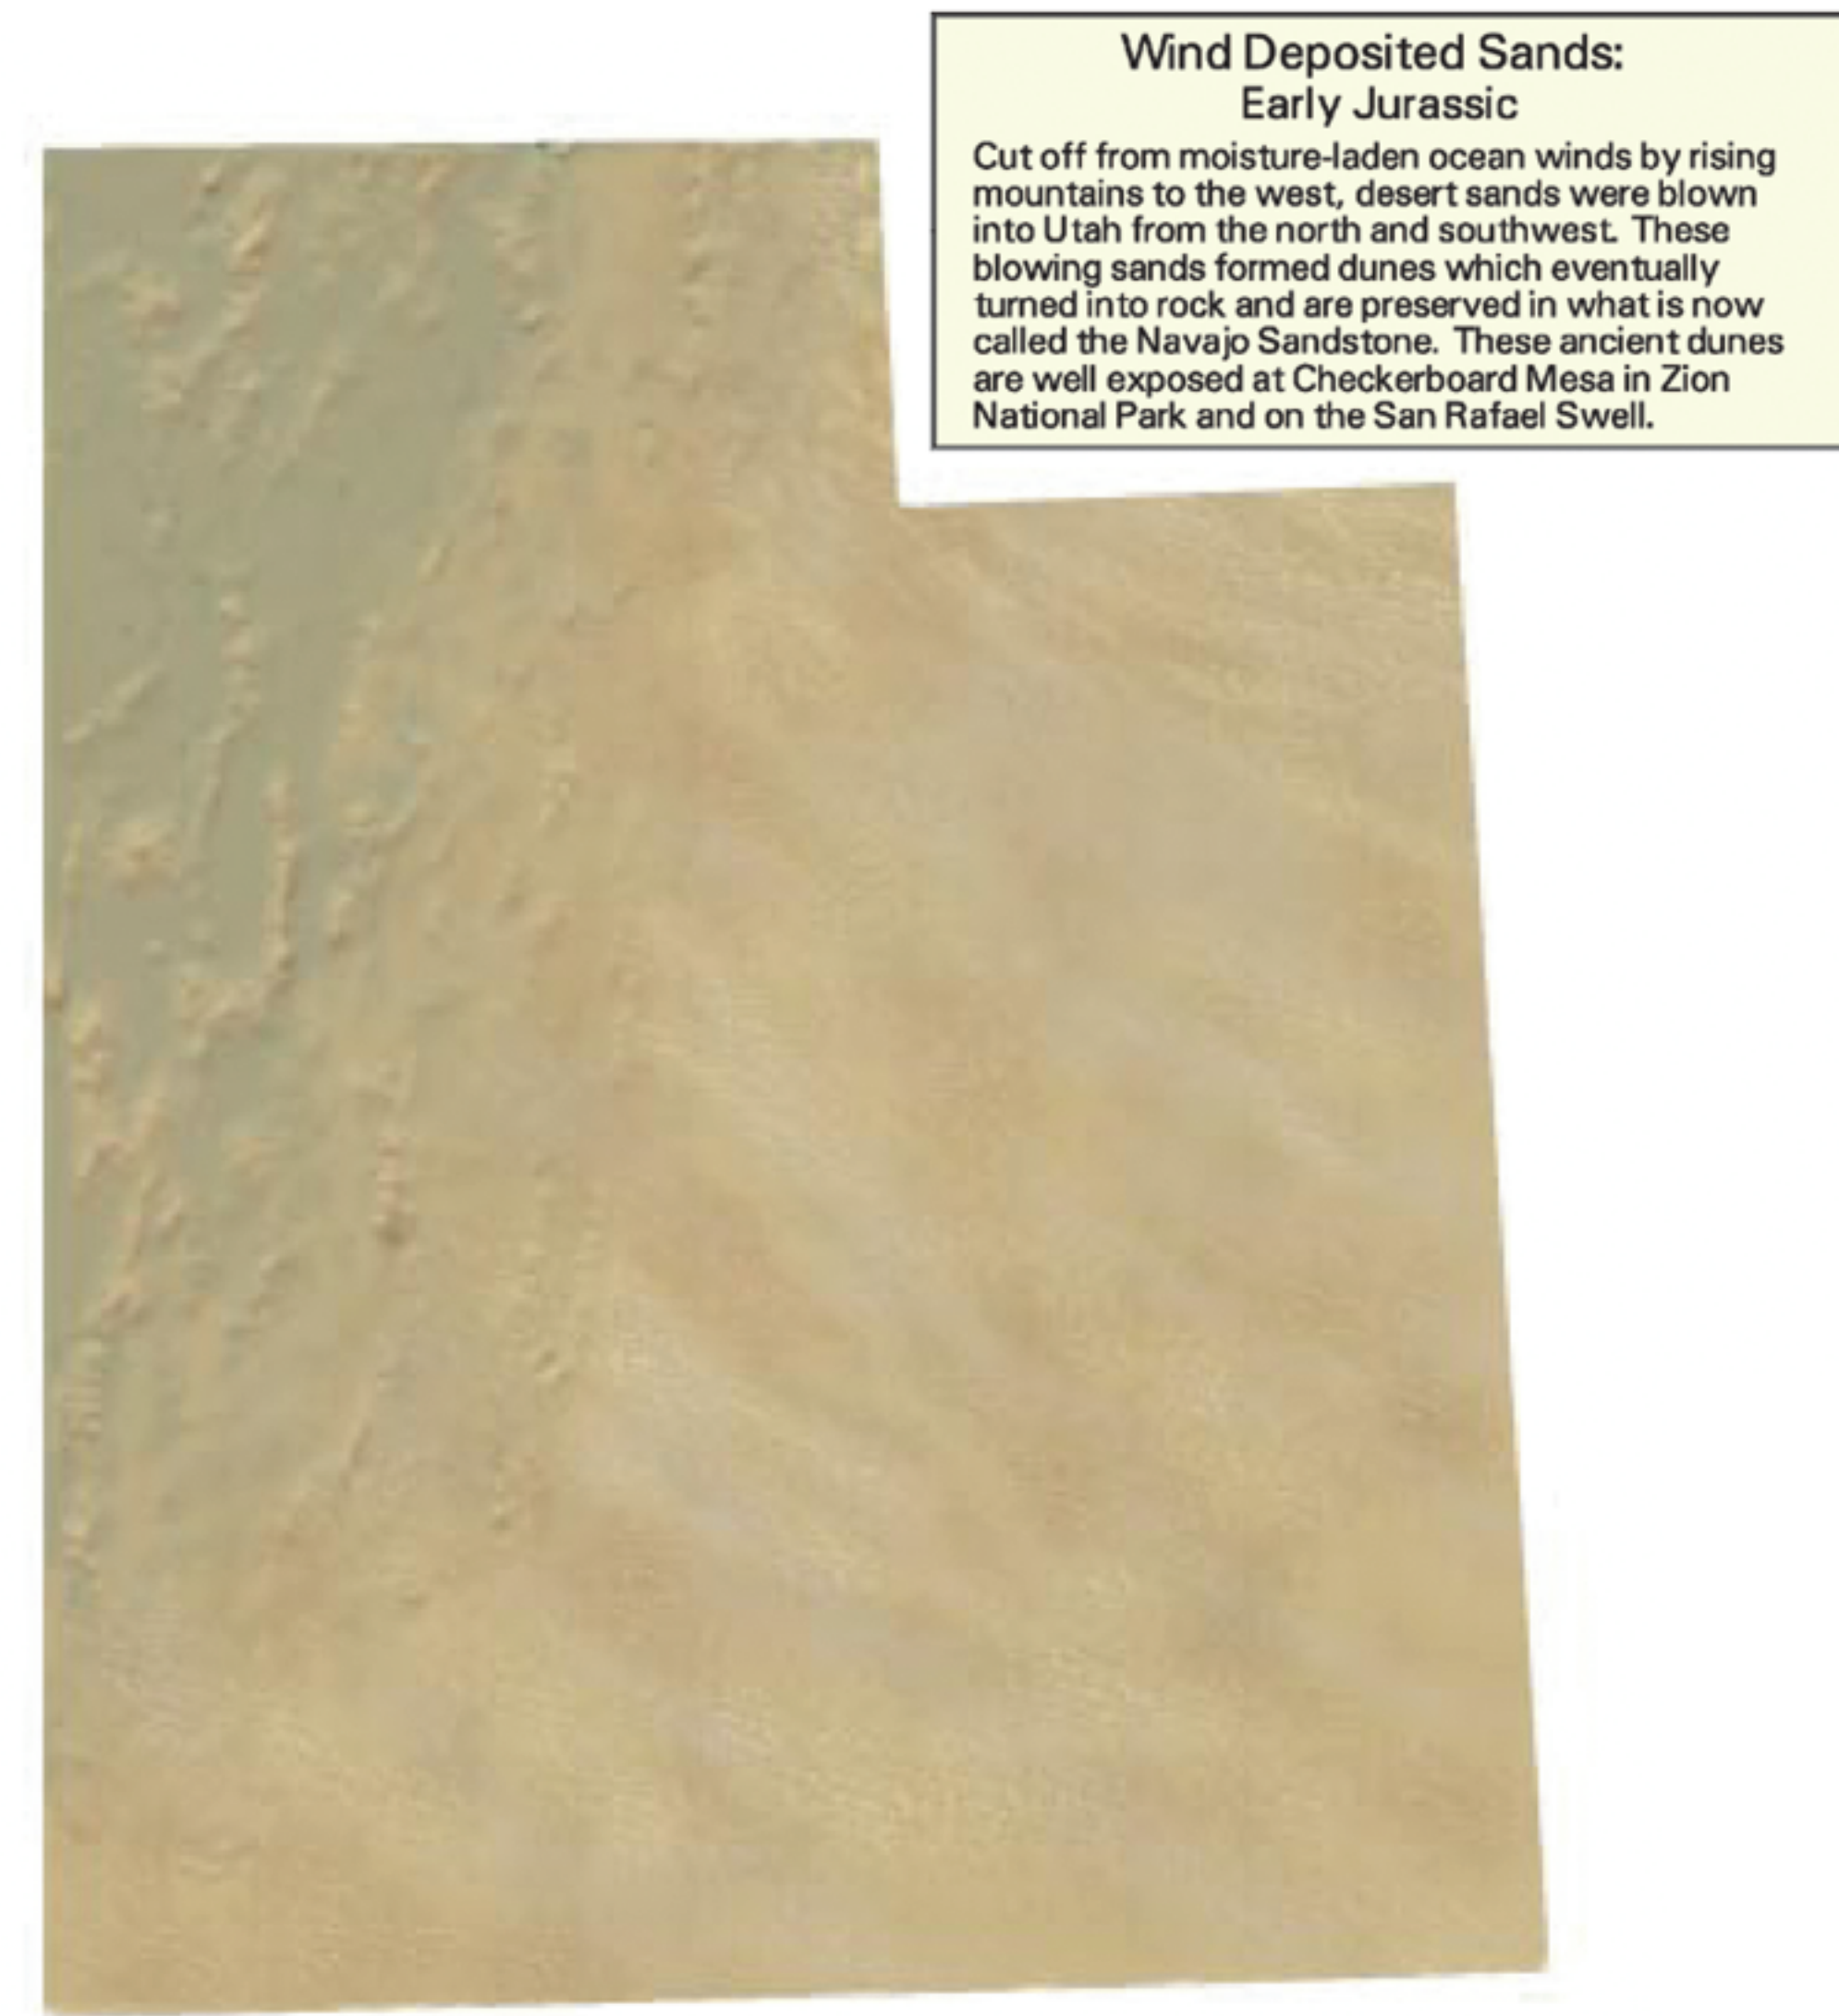 Wind Deposited Sands:
Early Jurassic
Cut off from moisture-laden ocean winds by rising
mountains to the west, desert sands were blown
into Utah from the north and southwest. These
blowing sands formed dunes which eventually
turned into rock and are preserved in what is now
called the Navajo Sandstone. These ancient dunes
are well exposed at Checkerboard Mesa in Zion
National Park and on the San Rafael Swell.